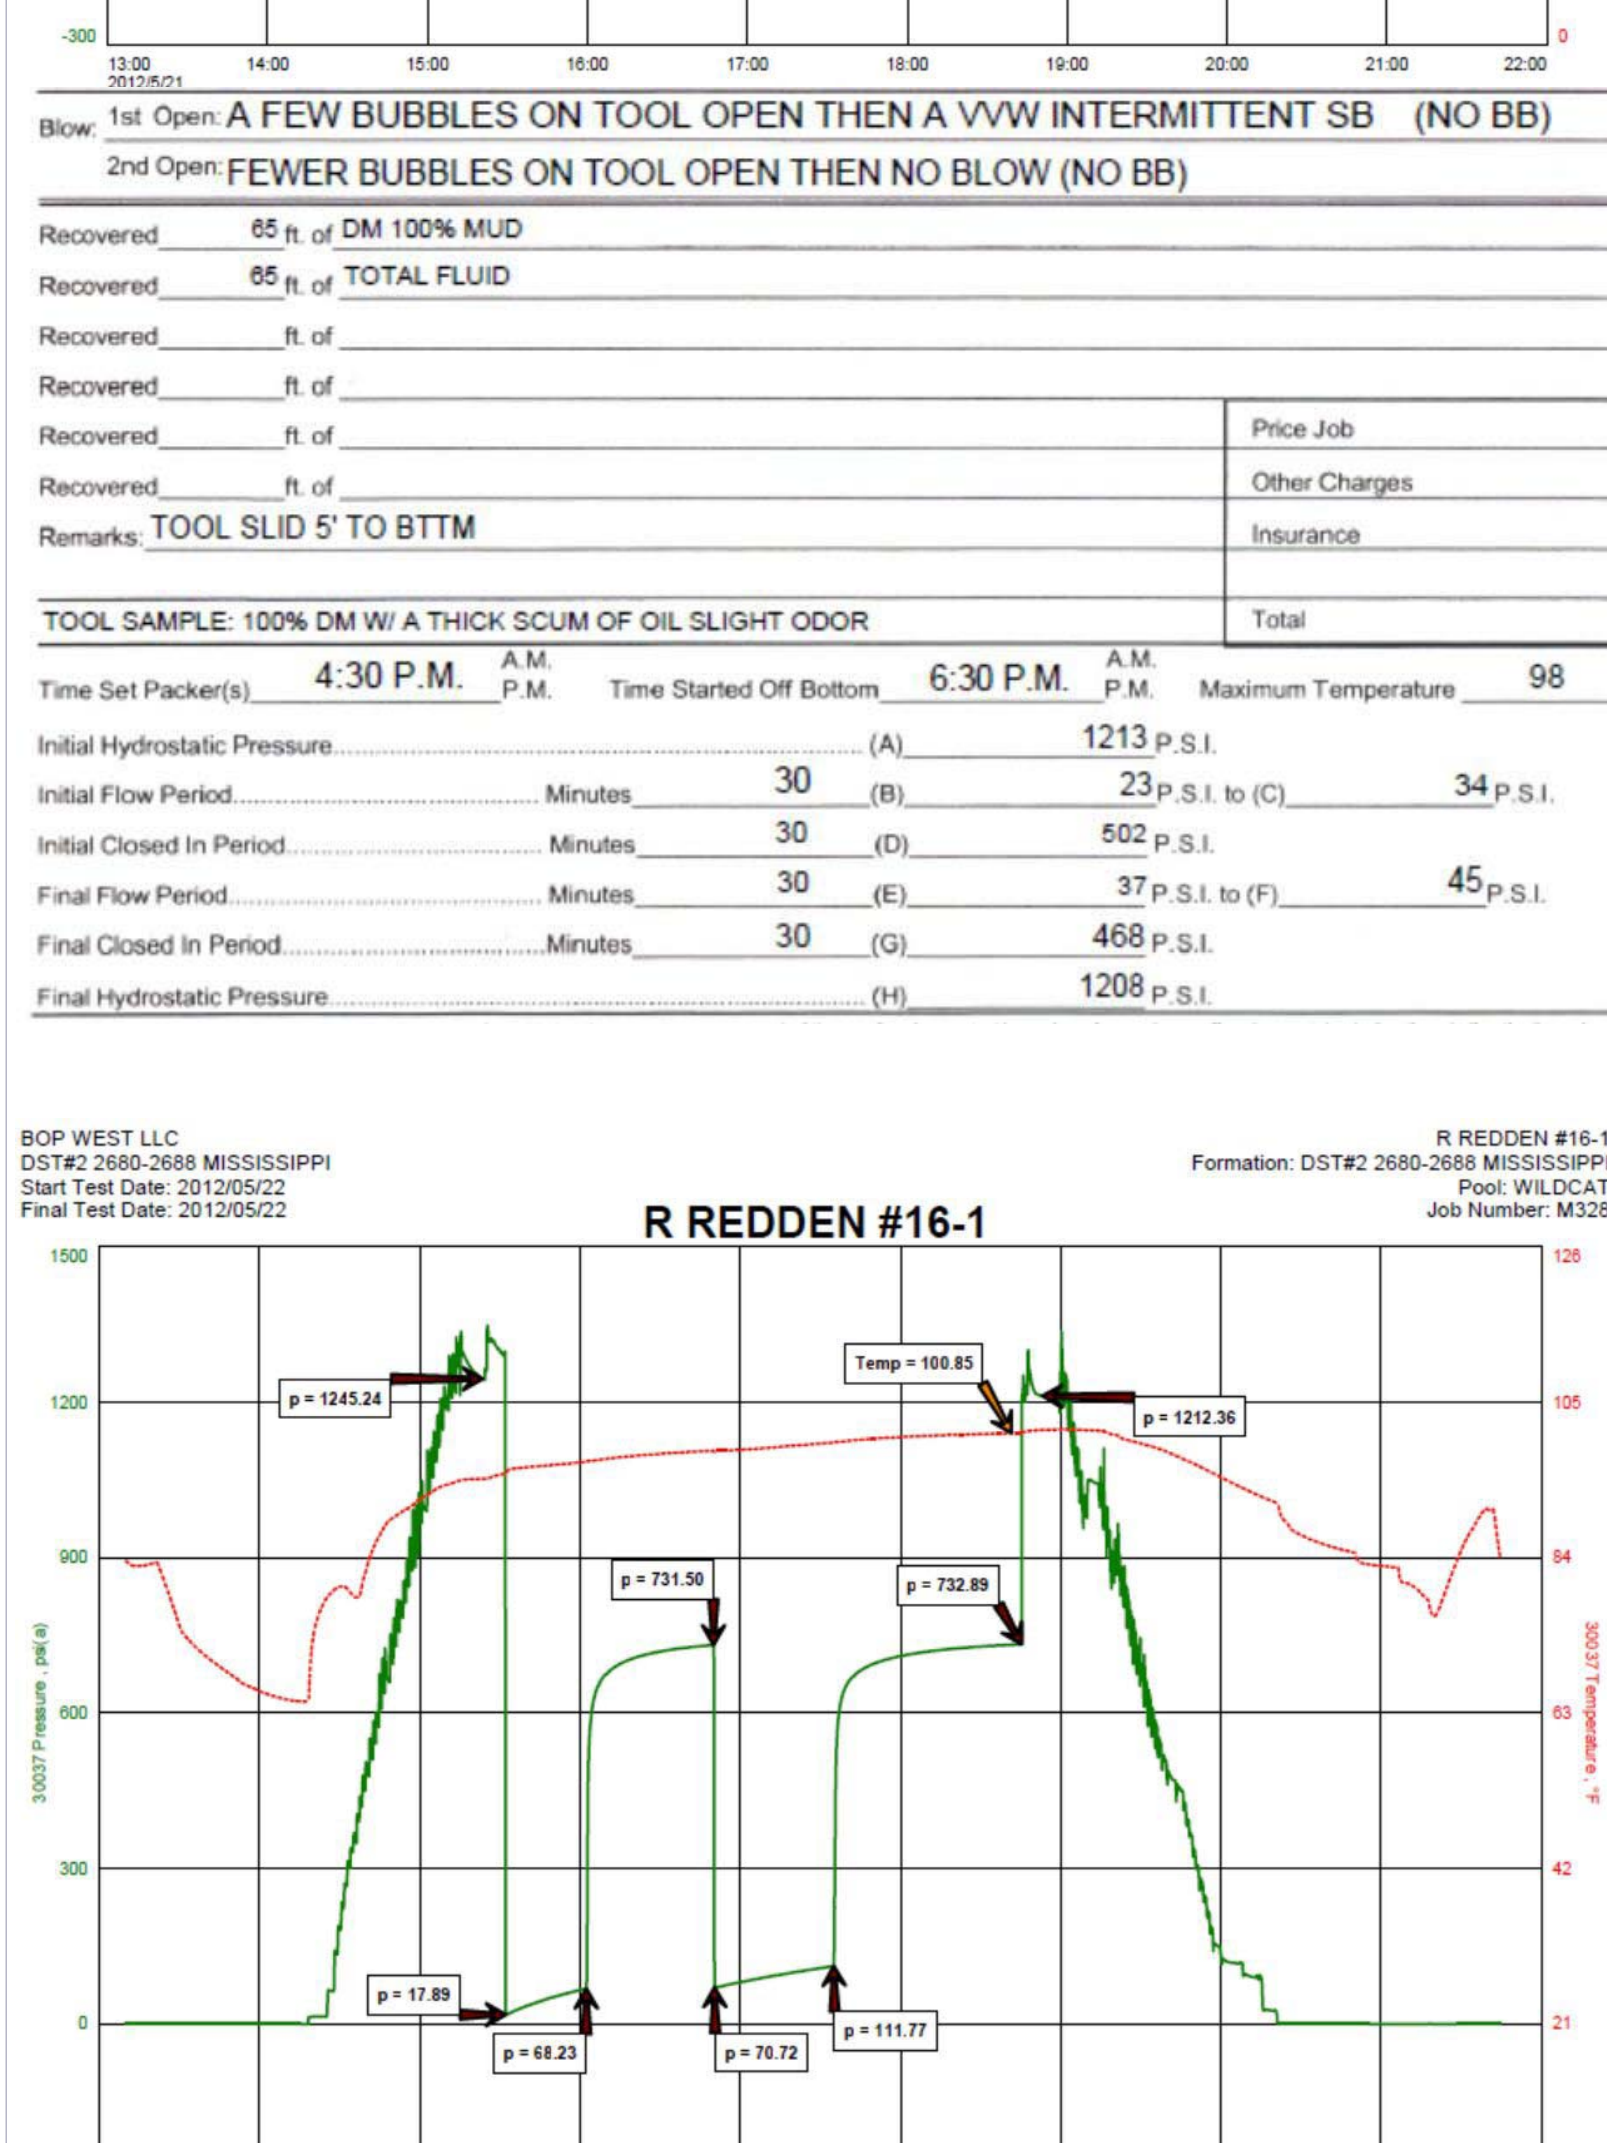 -300 0
13:00 14:00 15:00 16:00 17:00 18:00 19:00 20:00 21:00 22:00
2012/5/21
Blow: 1st Open: A FEW BUBBLES ON TOOL OPEN THEN A VVW INTERMITTENT SB (NO BB)
2nd Open: FEWER BUBBLES ON TOOL OPEN THEN NO BLOW (NO BB)
Recovered 65 ft. of DM 100% MUD
Recovered 65 ft. of TOTAL FLUID
Recovered ft. of
Recovered ft. of
Recovered ft. of Price Job
Recovered ft. of Other Charges
Remarks: TOOL SLID 5' TO BTTM Insurance
TOOL SAMPLE: 100% DM W/ A THICK SCUM OF OIL SLIGHT ODOR Total
Time Set Packer(s) 4:30 P.M. A.M. P.M. Time Started Off Bottom 6:30 P.M. A.M. P.M. Maximum Temperature 98
Initial Hydrostatic Pressure (A) 1213 P.S.I.
Initial Flow Period Minutes 30 (B) 23 P.S.I. to (C) 34 P.S.I.
Initial Closed In Period Minutes 30 (D) 502 P.S.I.
Final Flow Period Minutes 30 (E) 37 P.S.I. to (F) 45 P.S.I.
Final Closed In Period Minutes 30 (G) 468 P.S.I.
Final Hydrostatic Pressure (H) 1208 P.S.I.
BOP WEST LLC R REDDEN #16-1
DST#2 2680-2688 MISSISSIPPI Formation: DST#2 2680-2688 MISSISSIPPI
Start Test Date: 2012/05/22 Pool: WILDCAT
Final Test Date: 2012/05/22 Job Number: M328
R REDDEN #16-1
1500 126
Temp = 100.85
p = 1245.24
1200 105
p = 1212.36
900 84
p = 731.50
p = 732.89
30037 Pressure , psi(a)
30037 Temperature , °F
600 63
300 42
p = 17.89
0 21
p = 111.77
p = 68.23
p = 70.72